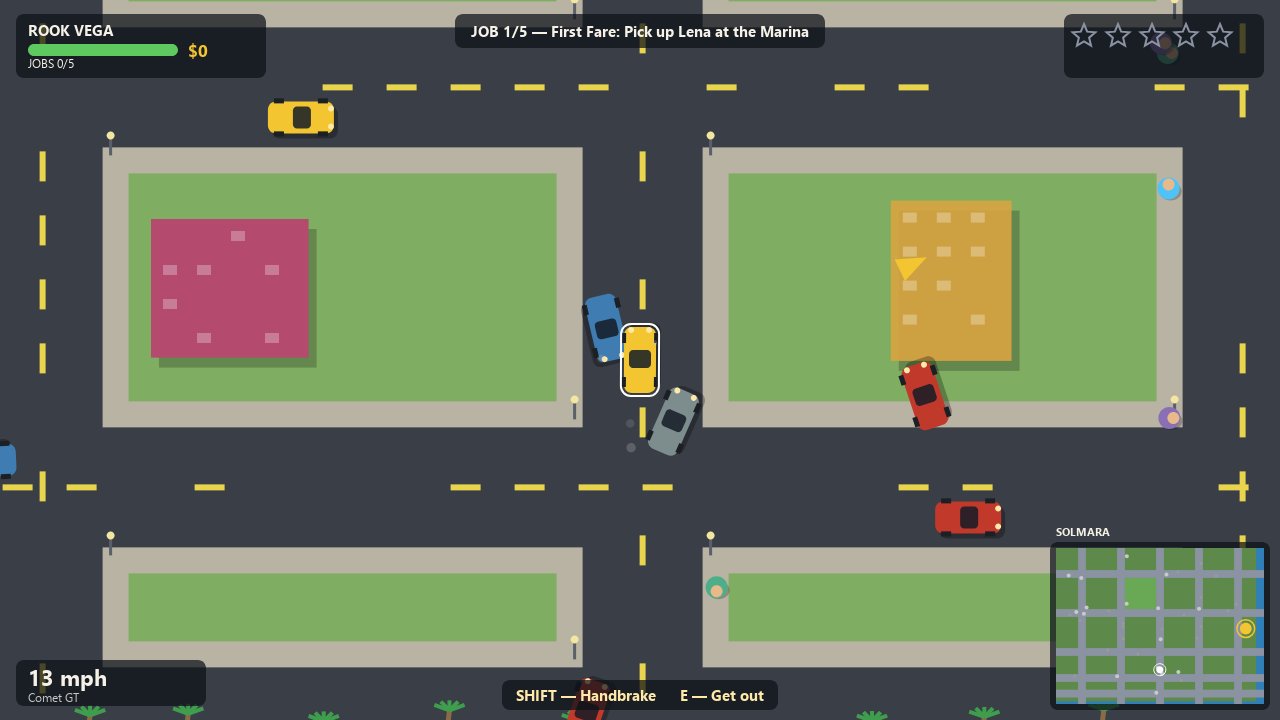 ROOK VEGA
$0
JOBS 0/5
JOB 1/5 — First Fare: Pick up Lena at the Marina
SOLMARA
13 mph
Comet GT
SHIFT — Handbrake E — Get out